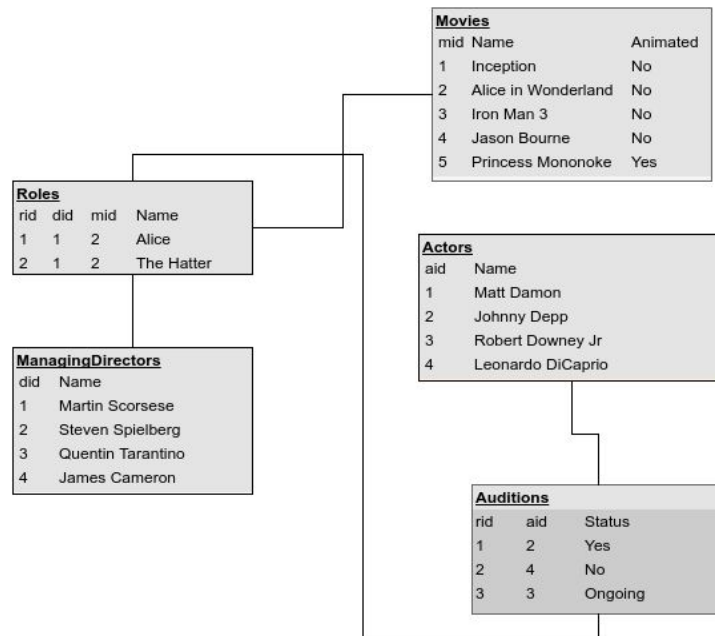 Movies
mid Name Animated
1 Inception No
2 Alice in Wonderland No
3 Iron Man 3 No
4 Jason Bourne No
5 Princess Mononoke Yes
Roles
rid did mid Name
1 1 2 Alice
2 1 2 The Hatter
Actors
aid Name
1 Matt Damon
2 Johnny Depp
3 Robert Downey Jr
4 Leonardo DiCaprio
ManagingDirectors
did Name
1 Martin Scorsese
2 Steven Spielberg
3 Quentin Tarantino
4 James Cameron
Auditions
rid aid Status
1 2 Yes
2 4 No
3 3 Ongoing